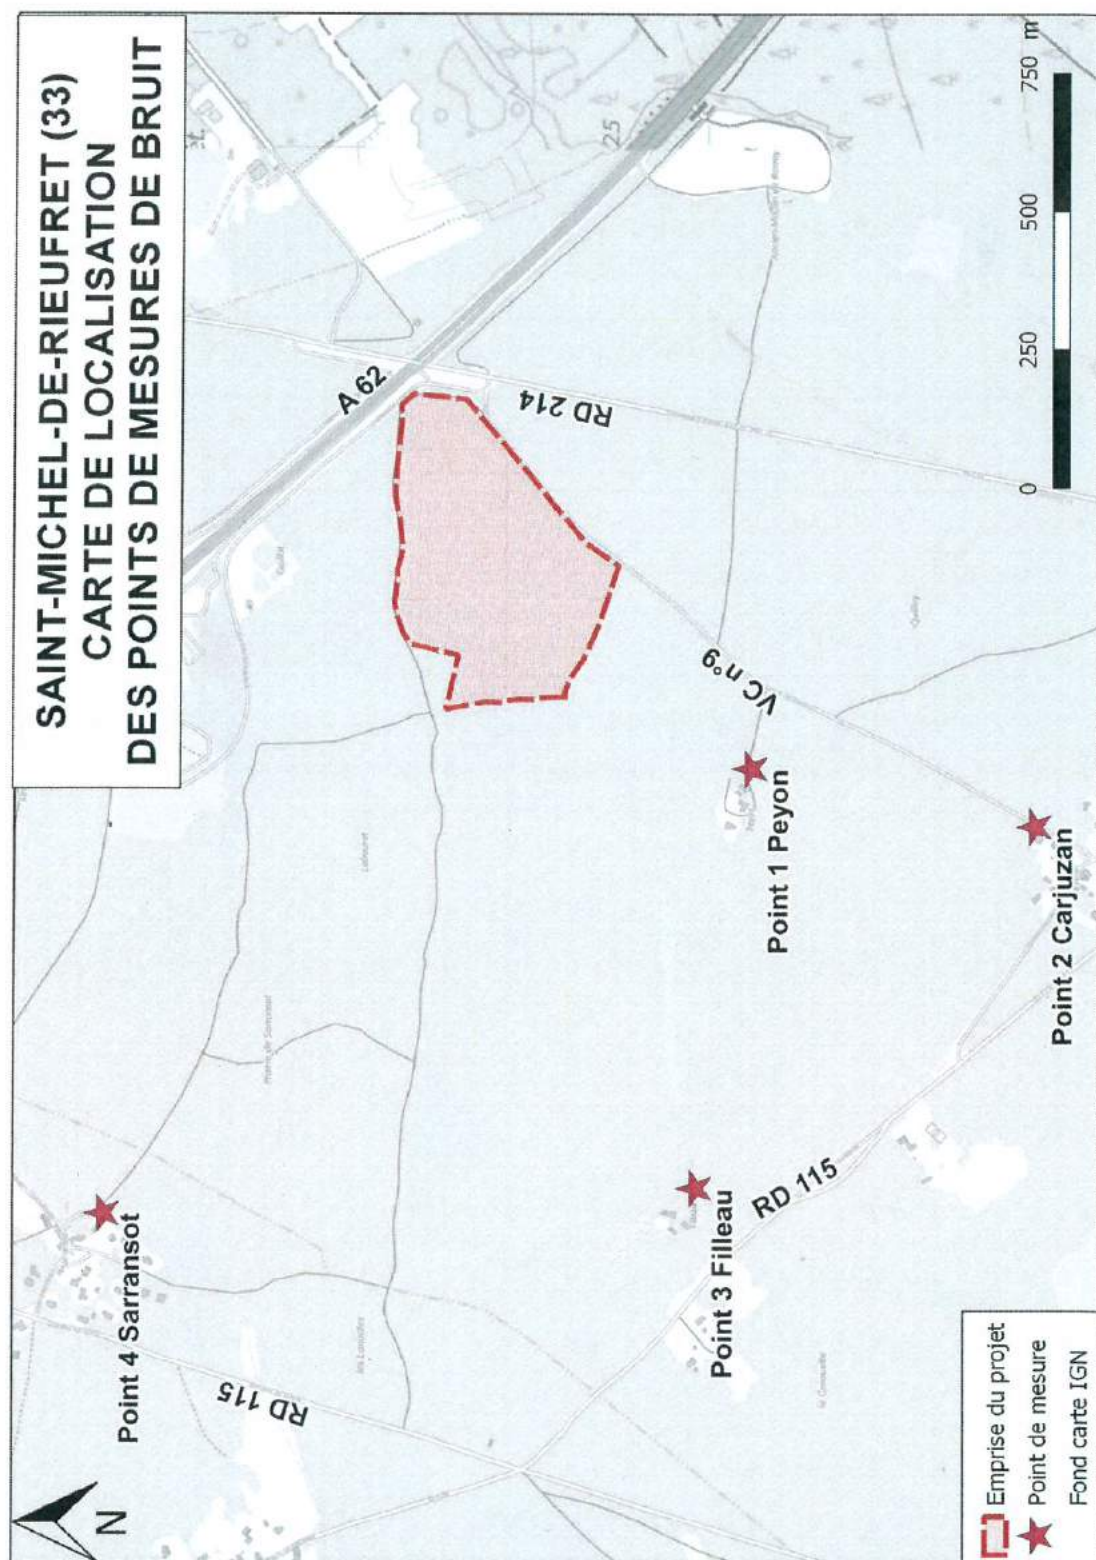 SAINT-MICHEL-DE-RIEUFRET (33)
CARTE DE LOCALISATION
DES POINTS DE MESURES DE BRUIT
N
Point 4 Sarransot
RD 115
A 62
25
RD 214
VC n°9
Point 1 Peyon
Point 3 Filleau
RD 115
Point 2 Carjuzan
0 250 500 750 m
Emprise du projet
Point de mesure
Fond carte IGN